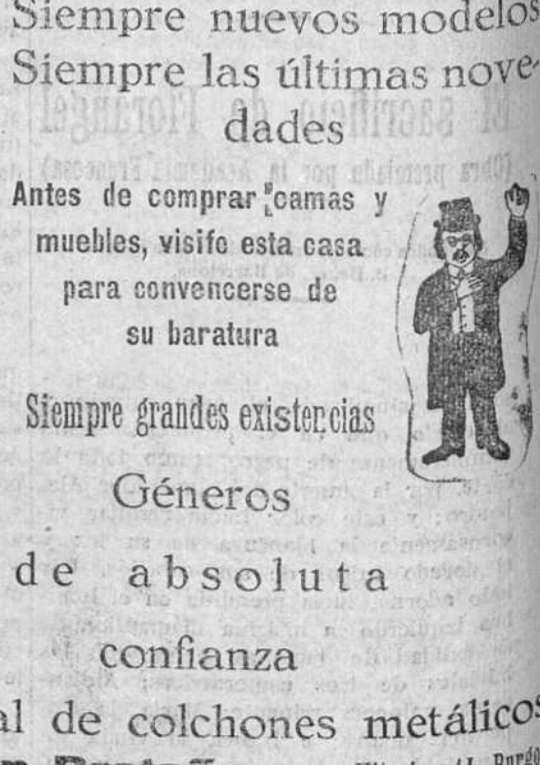 Siempre nuevos modelos
Siempre las últimas nove-
dades
Antes de comprar camas y
muebles, visite esta casa
para convencerse de
su baratura
Siempre grandes existencias
Géneros
de absoluta
confianza
al de colchones metálicos